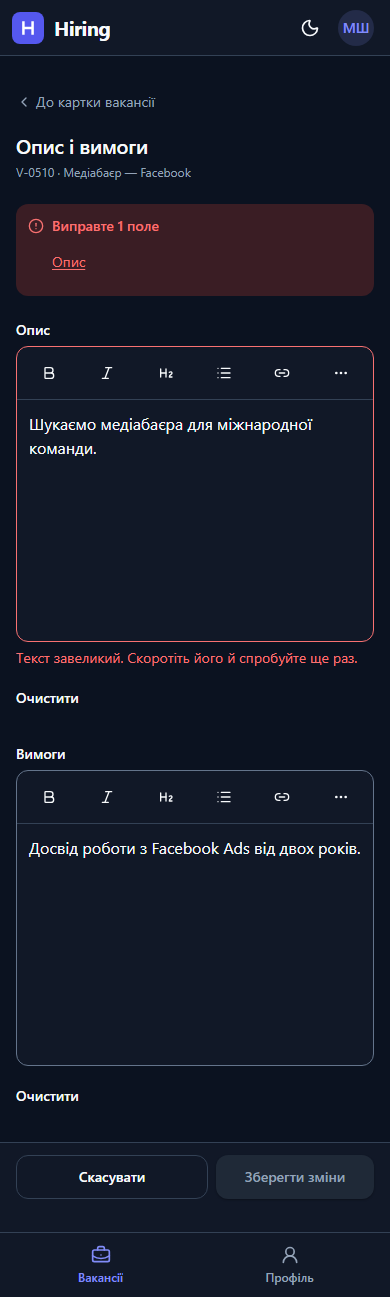 H Hiring МШ
До картки вакансії
Опис і вимоги
V-0510 · Медіабаєр — Facebook
Виправте 1 поле
Опис
Опис
B I H2
Шукаємо медіабаєра для міжнародної
команди.
Текст завеликий. Скоротіть його й спробуйте ще раз.
Очистити
Вимоги
B I H2
Досвід роботи з Facebook Ads від двох років.
Очистити
Скасувати Зберегти зміни
Вакансії Профіль